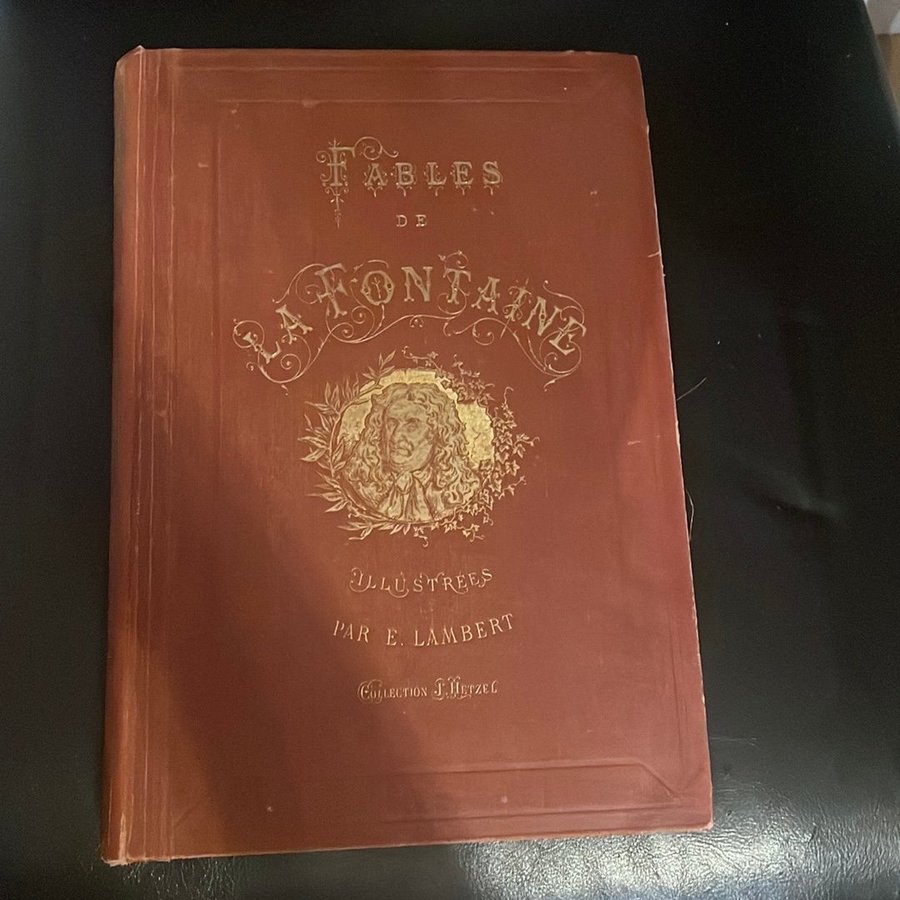 FABLES
DE
LA FONTAINE
ILLUSTRÉES
PAR E. LAMBERT
COLLECTION J. HETZEL